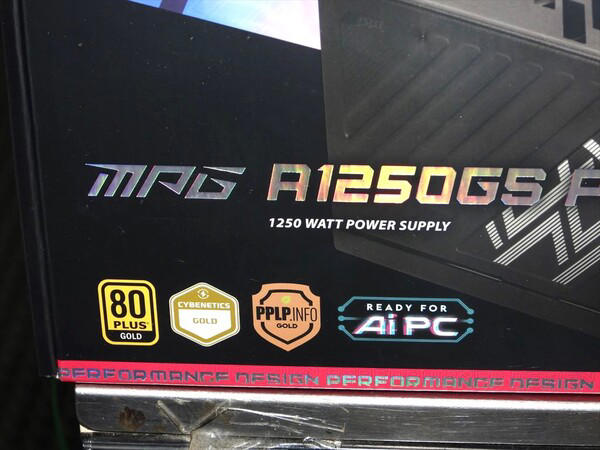 MPG A1250GS P
1250 WATT POWER SUPPLY
80
PLUS
GOLD
CYBENETICS
GOLD
PPLP.INFO
GOLD
READY FOR
Ai PC
PERFORMANCE DESIGN PERFORMANCE DESIGN